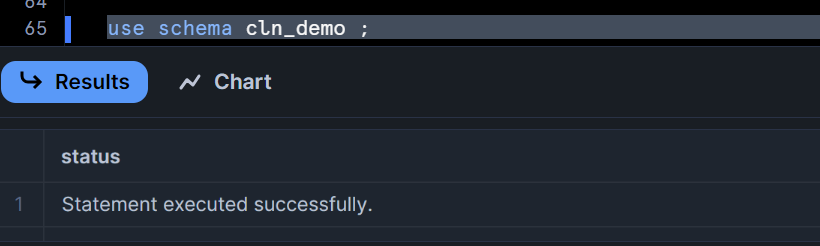 64
65 use schema cln_demo ;
Results Chart
status
1 Statement executed successfully.